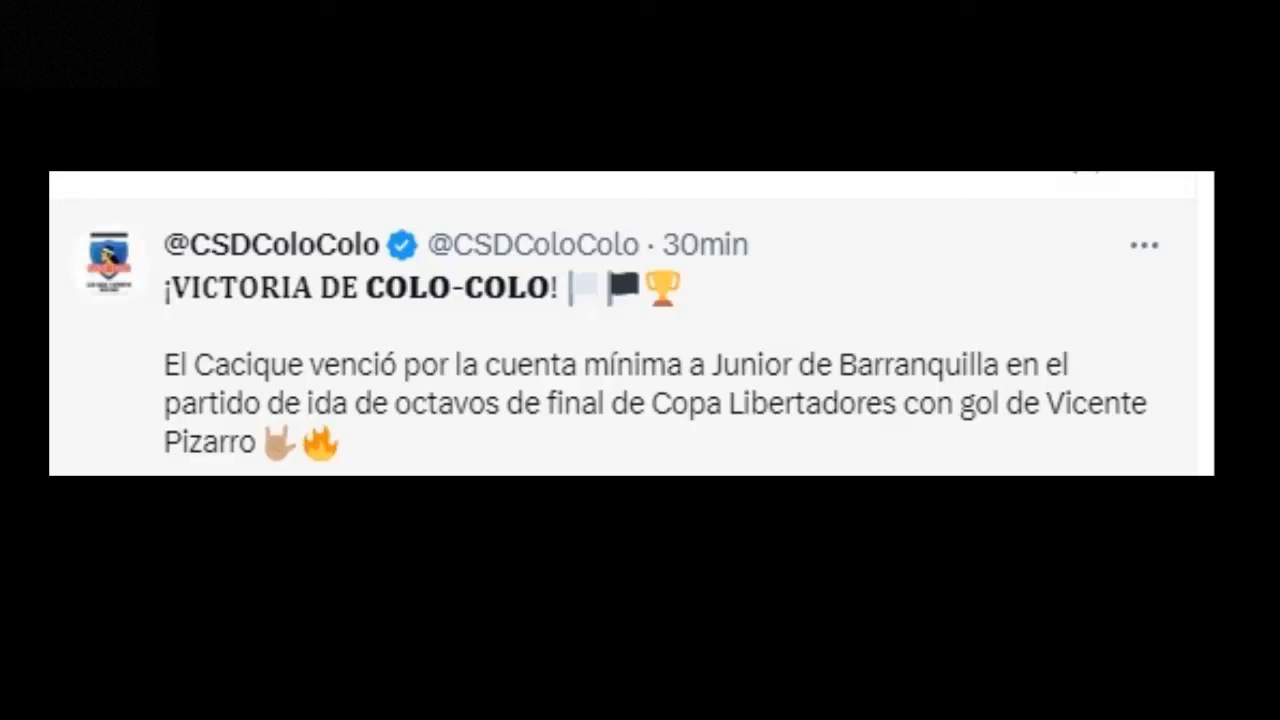 @CSDColoColo @CSDColoColo · 30min
¡VICTORIA DE COLO-COLO! 🏳️🏴🏆
El Cacique venció por la cuenta mínima a Junior de Barranquilla en el
partido de ida de octavos de final de Copa Libertadores con gol de Vicente
Pizarro 🤟🏼🔥